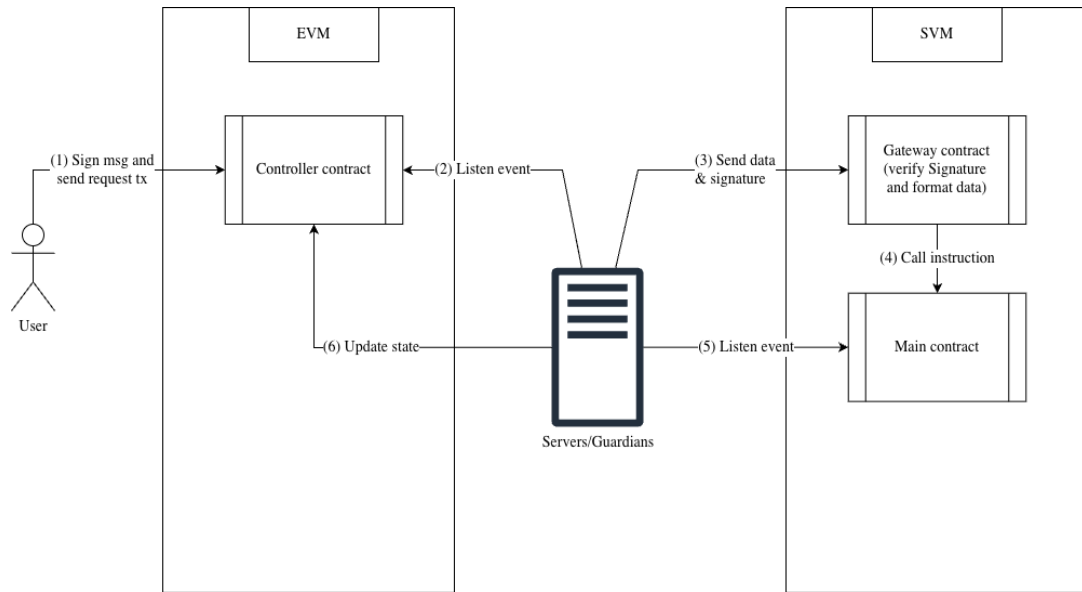 EVM
SVM
(1) Sign msg and
send request tx
Controller contract
(2) Listen event
(3) Send data
& signature
Gateway contract
(verify Signature
and format data)
(4) Call instruction
User
(6) Update state
(5) Listen event
Main contract
Servers/Guardians